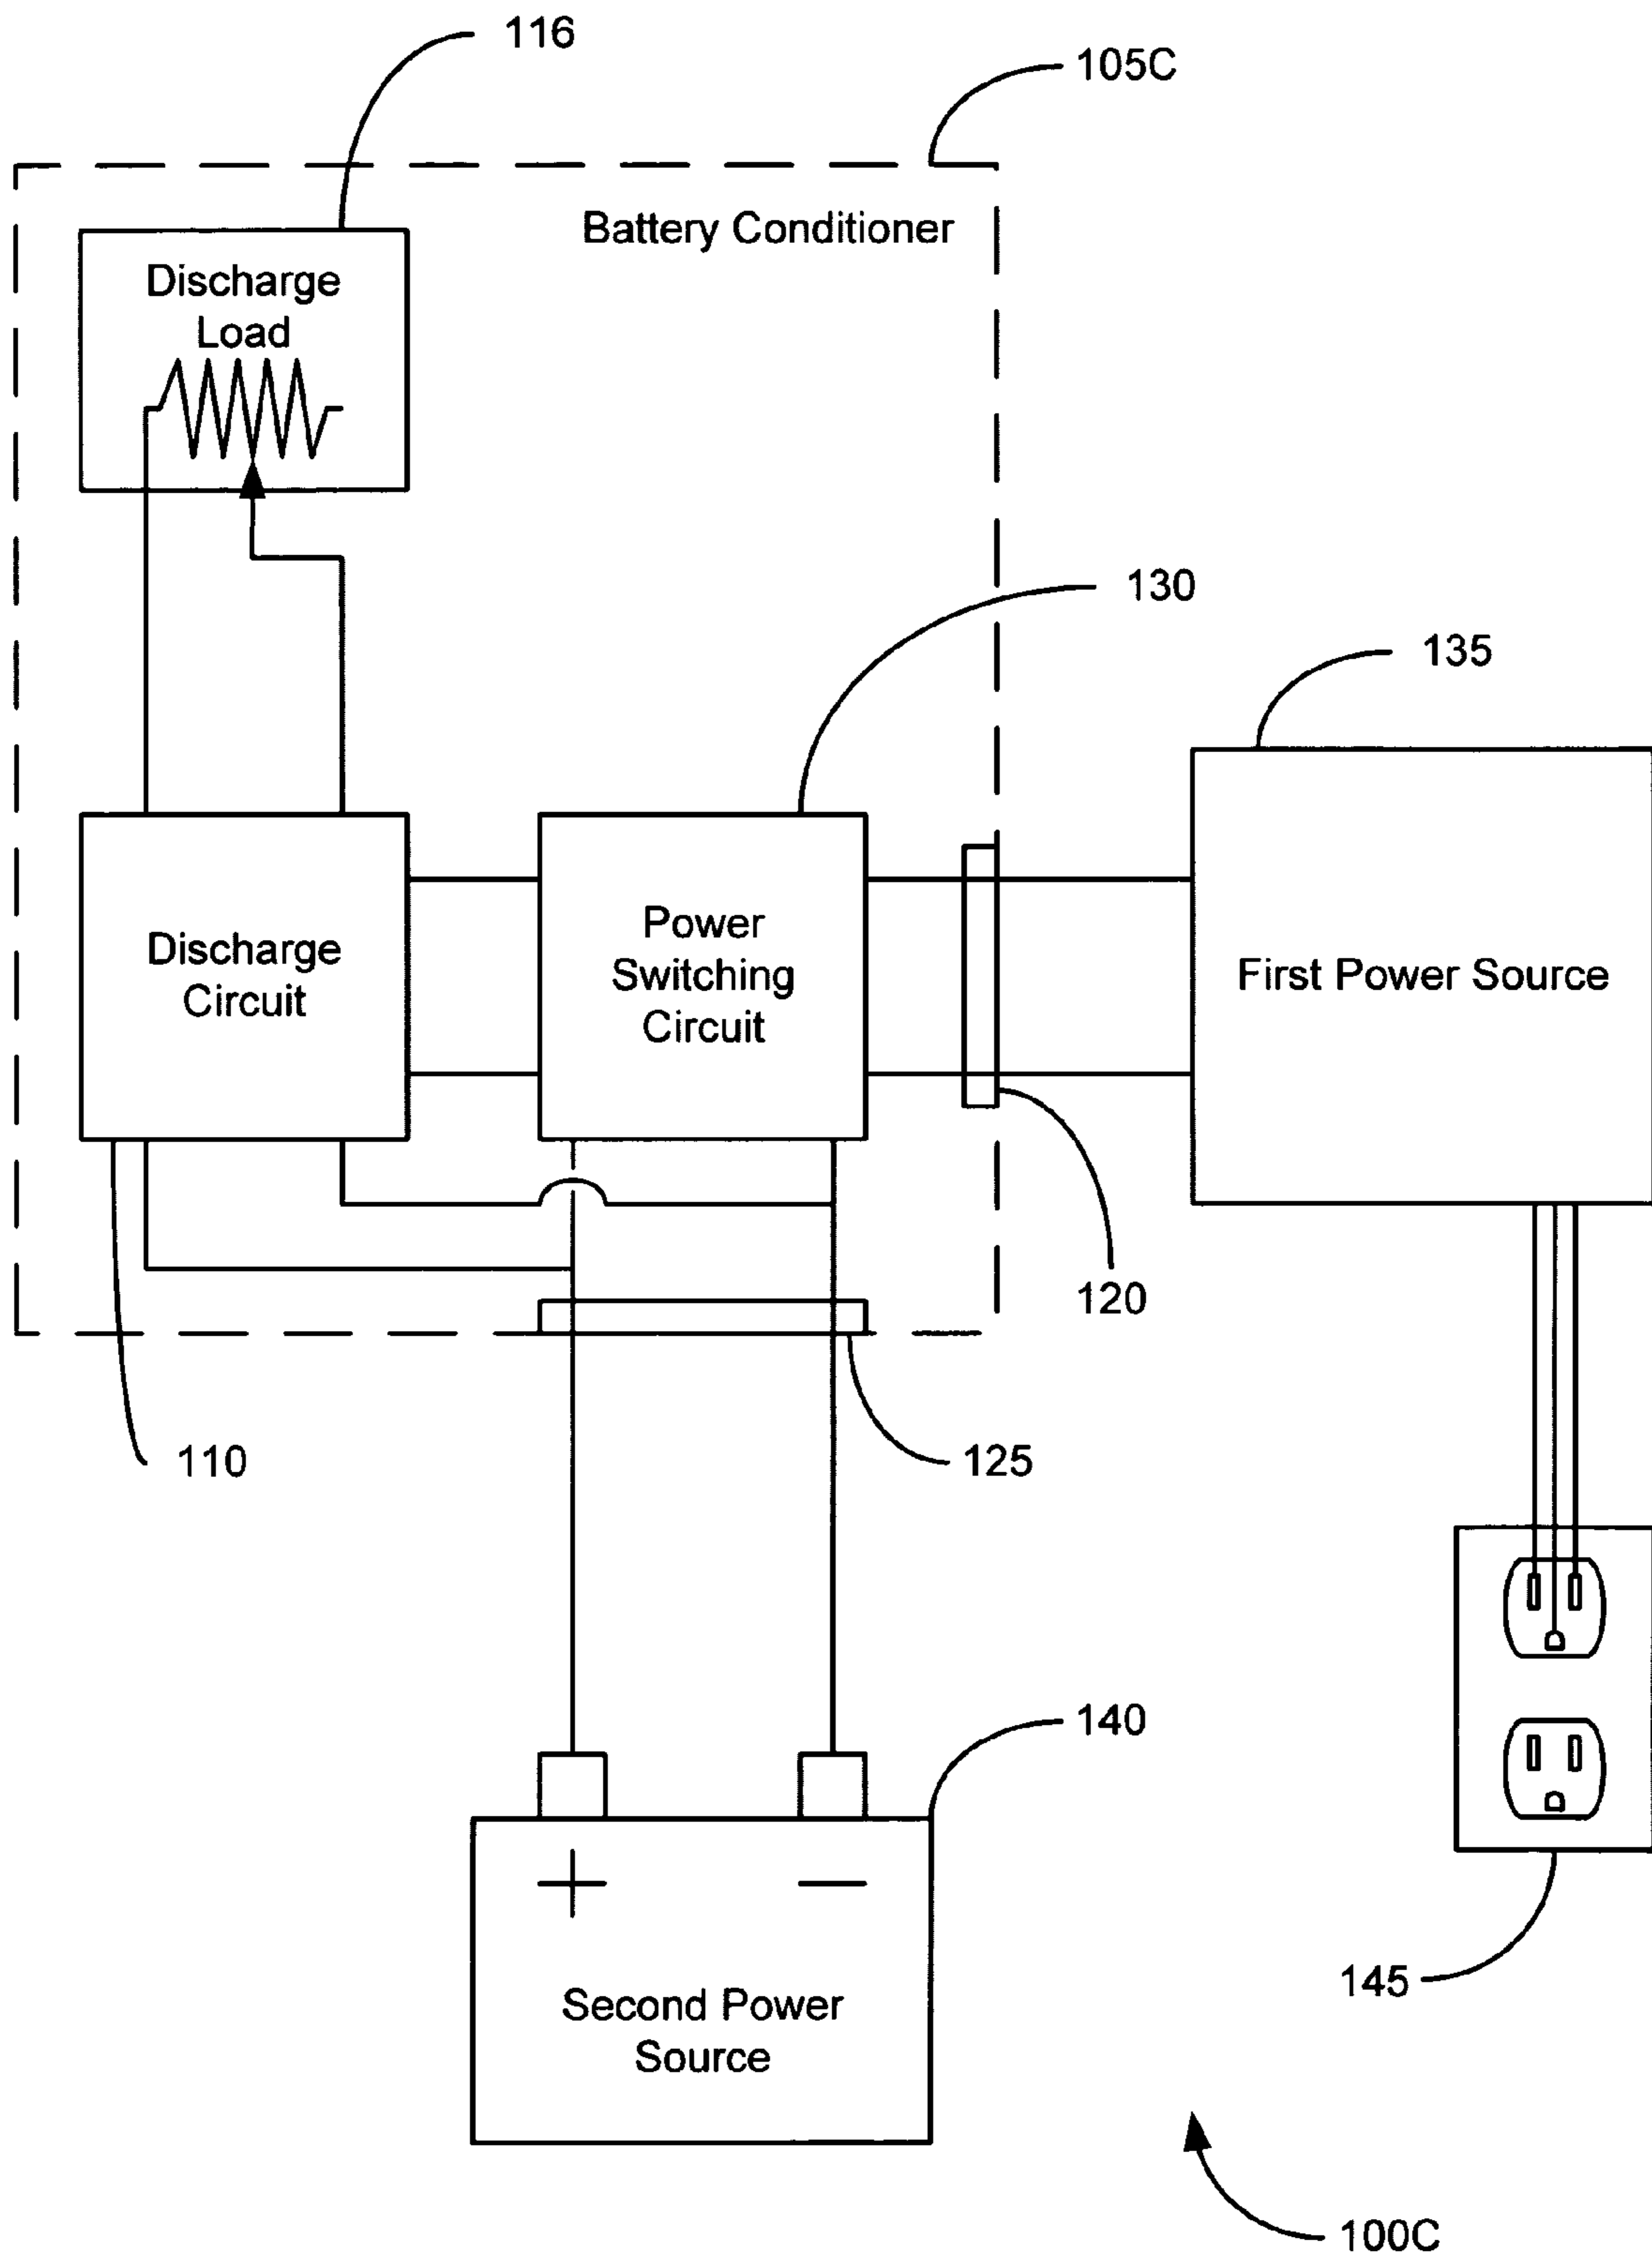 116
105C
Battery Conditioner
Discharge
Load
130
135
Discharge
Circuit
Power
Switching
Circuit
First Power Source
120
110
125
140
+
—
Second Power
Source
145
100C